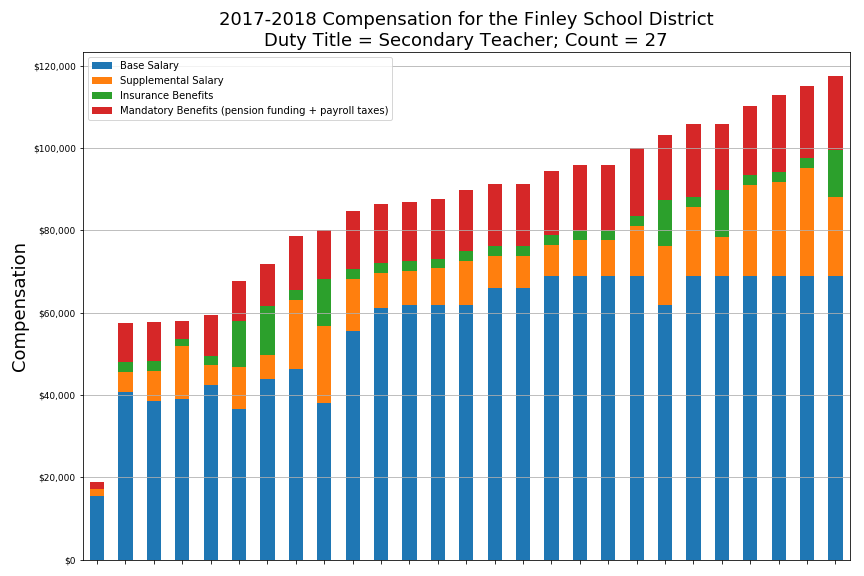 2017-2018 Compensation for the Finley School District
Duty Title = Secondary Teacher; Count = 27
Base Salary
Supplemental Salary
Insurance Benefits
Mandatory Benefits (pension funding + payroll taxes)
Compensation
$120,000
$100,000
$80,000
$60,000
$40,000
$20,000
$0